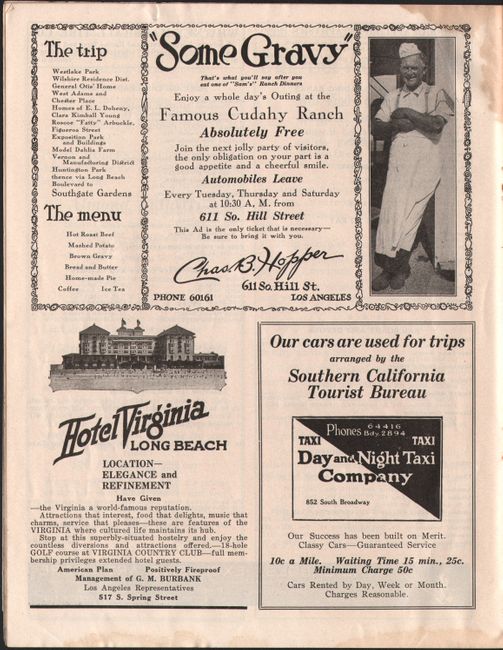 The trip
Westlake Park
Wilshire Residence Dist.
General Otis' Home
West Adams and
Chester Place
Homes of E. L. Doheny,
Clara Kimball Young
Roscoe "Fatty" Arbuckle.
Figueroa Street
Exposition Park
and Buildings
Model Dahlia Farm
Vernon and
Manufacturing District
Huntington Park
thence via Long Beach
Boulevard to
Southgate Gardens
The menu
Hot Roast Beef
Mashed Potato
Brown Gravy
Bread and Butter
Home-made Pie
Coffee Ice Tea
"Some Gravy"
That's what you'll say after you
eat one of "Sam's" Ranch Dinners
Enjoy a whole day's Outing at the
Famous Cudahy Ranch
Absolutely Free
Join the next jolly party of visitors,
the only obligation on your part is a
good appetite and a cheerful smile.
Automobiles Leave
Every Tuesday, Thursday and Saturday
at 10:30 A, M. from
611 So. Hill Street
This Ad is the only ticket that is necessary—
Be sure to bring it with you.
Chas. B. Hopper
611 So. Hill St.
PHONE 60161 LOS ANGELES
Hotel Virginia
LONG BEACH
LOCATION—
ELEGANCE and
REFINEMENT
Have Given
—the Virginia a world-famous reputation.
Attractions that interest, food that delights, music that
charms, service that pleases—these are features of the
VIRGINIA where cultured life maintains its hub.
Stop at this superbly-situated hostelry and enjoy the
countless diversions and attractions offered,—18-hole
GOLF course at VIRGINIA COUNTRY CLUB—full mem-
bership privileges extended hotel guests.
American Plan Positively Fireproof
Management of G. M. BURBANK
Los Angeles Representatives
517 S. Spring Street
Our cars are used for trips
arranged by the
Southern California
Tourist Bureau
Phones 64416
Bdy. 2894
TAXI TAXI
Day and Night Taxi
Company
852 South Broadway
Our Success has been built on Merit.
Classy Cars—Guaranteed Service
10c a Mile. Waiting Time 15 min., 25c.
Minimum Charge 50c
Cars Rented by Day, Week or Month.
Charges Reasonable.